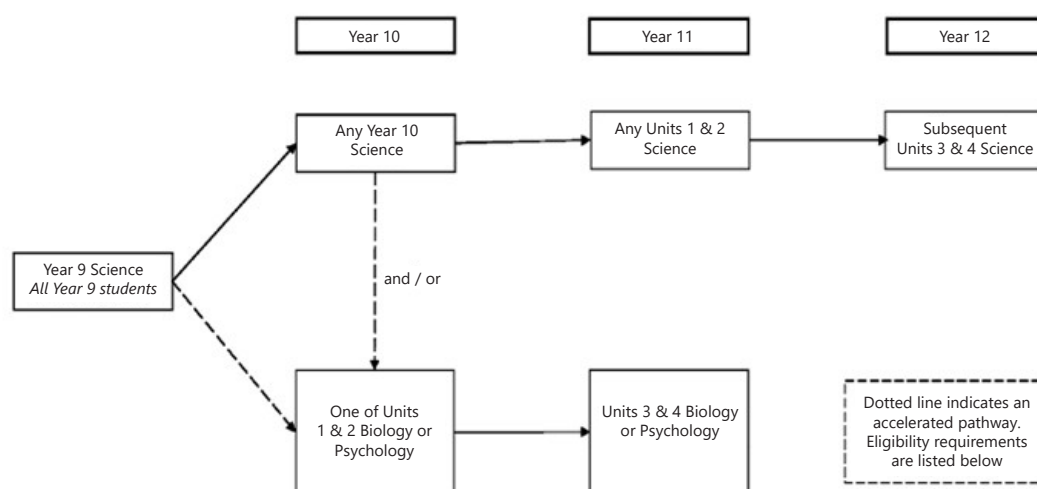 Year 10
Year 11
Year 12
Any Year 10
Science
Any Units 1 & 2
Science
Subsequent
Units 3 & 4 Science
Year 9 Science
All Year 9 students
and / or
One of Units
1 & 2 Biology or
Psychology
Units 3 & 4 Biology
or Psychology
Dotted line indicates an
accelerated pathway.
Eligibility requirements
are listed below